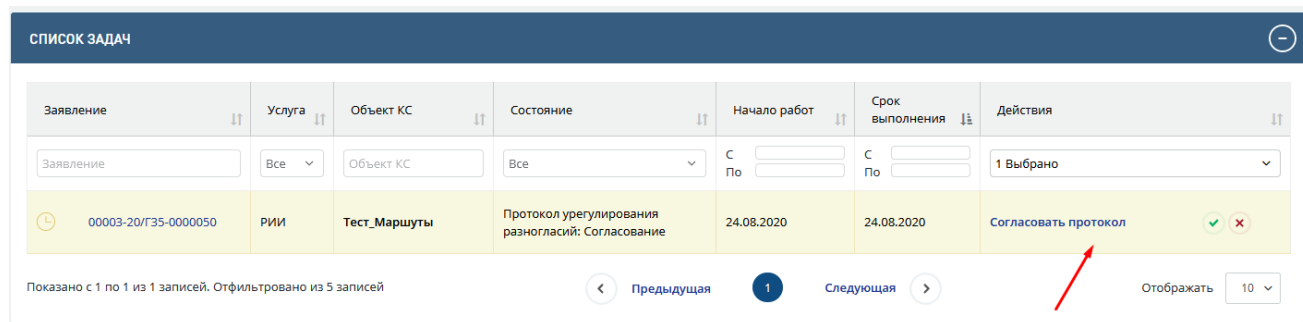 СПИСОК ЗАДАЧ
Заявление Услуга Объект КС Состояние Начало работ Срок выполнения Действия
Заявление Все Объект КС Все С По С По 1 Выбрано
00003-20/Г35-0000050 РИИ Тест_Маршуты Протокол урегулирования разногласий: Согласование 24.08.2020 24.08.2020 Согласовать протокол
Показано с 1 по 1 из 1 записей. Отфильтровано из 5 записей Предыдущая 1 Следующая Отображать 10